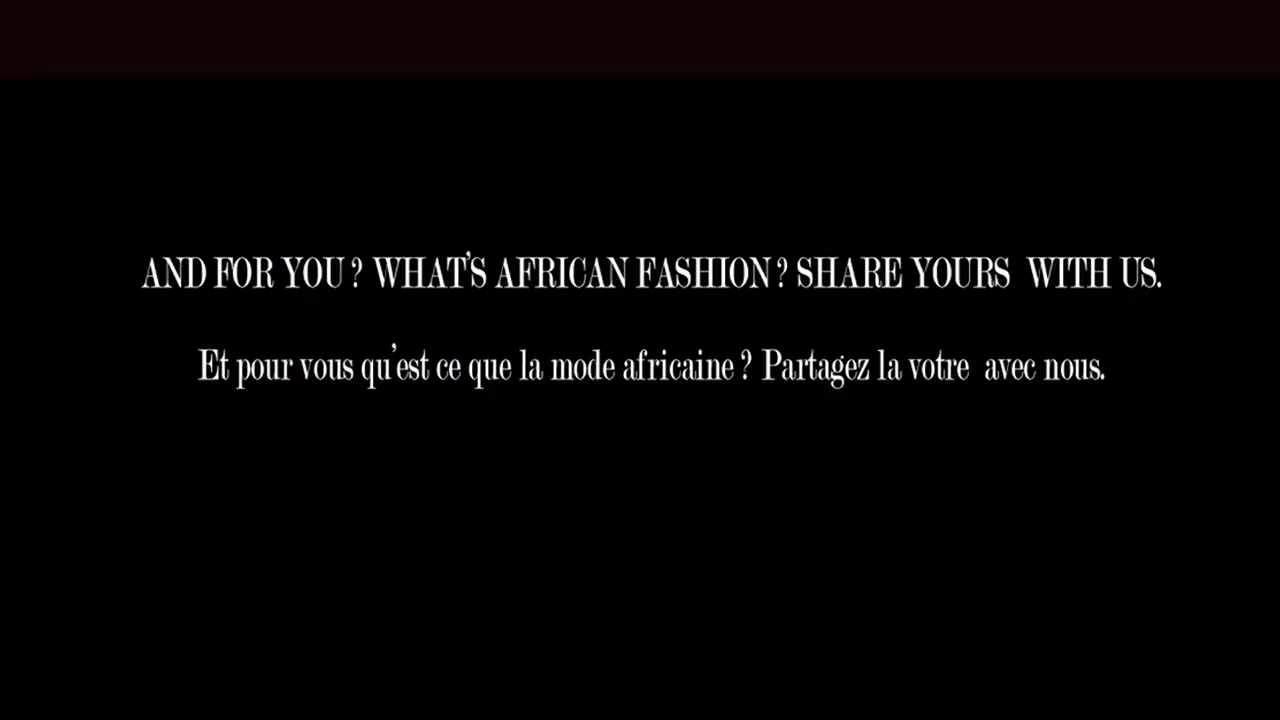 AND FOR YOU ? WHAT'S AFRICAN FASHION ? SHARE YOURS  WITH US.
Et pour vous qu'est ce que la mode africaine ? Partagez la votre  avec nous.